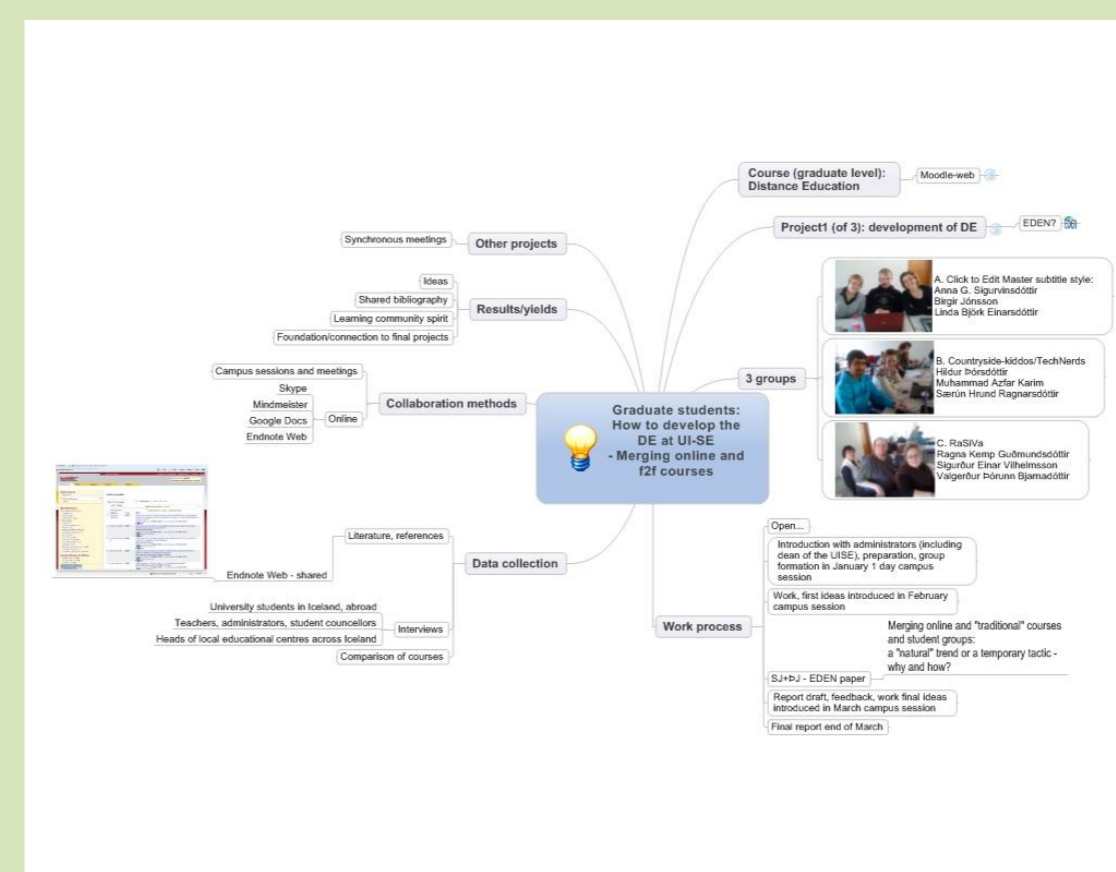 Graduate students:
How to develop the
DE at UI-SE
- Merging online and
f2f courses
Course (graduate level):
Distance Education
Moodle-web
Project1 (of 3): development of DE
EDEN?
3 groups
A. Click to Edit Master subtitle style:
Anna G. Sigurvinsdóttir
Birgir Jónsson
Linda Björk Einarsdóttir
B. Countryside-kiddos/TechNerds
Hildur Þórsdóttir
Muhammad Azfar Karim
Særún Hrund Ragnarsdóttir
C. RaSiVa
Ragna Kemp Guðmundsdóttir
Sigurður Einar Vilhelmsson
Valgerður Þórunn Bjarnadóttir
Work process
Open...
Introduction with administrators (including
dean of the UISE), preparation, group
formation in January 1 day campus
session
Work, first ideas introduced in February
campus session
SJ+ÞJ - EDEN paper
Merging online and "traditional" courses
and student groups:
a "natural" trend or a temporary tactic -
why and how?
Report draft, feedback, work final ideas
introduced in March campus session
Final report end of March
Other projects
Synchronous meetings
Results/yields
Ideas
Shared bibliography
Learning community spirit
Foundation/connection to final projects
Collaboration methods
Campus sessions and meetings
Online
Skype
Mindmeister
Google Docs
Endnote Web
Data collection
Literature, references
Endnote Web - shared
Interviews
University students in Iceland, abroad
Teachers, administrators, student councellors
Heads of local educational centres across Iceland
Comparison of courses